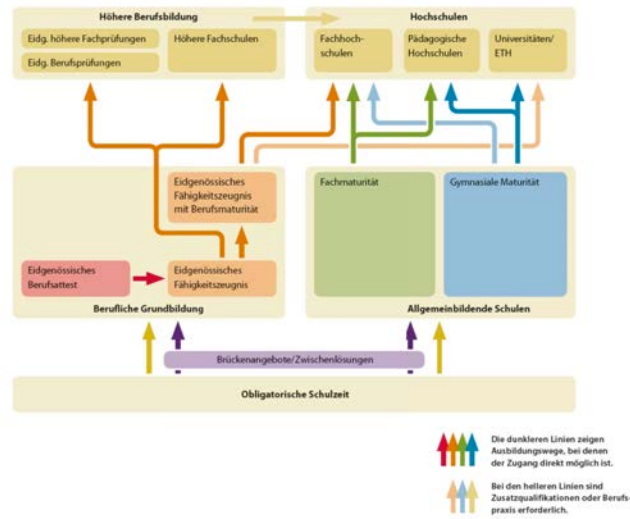 Höhere Berufsbildung
Hochschulen
Eidg. höhere Fachprüfungen
Eidg. Berufsprüfungen
Höhere Fachschulen
Fachhoch-
schulen
Pädagogische
Hochschulen
Universitäten/
ETH
Eidgenössisches
Fähigkeitszeugnis
mit Berufsmaturität
Fachmaturität
Gymnasiale Maturität
Eidgenössisches
Berufsattest
Eidgenössisches
Fähigkeitszeugnis
Berufliche Grundbildung
Allgemeinbildende Schulen
Brückenangebote/Zwischenlösungen
Obligatorische Schulzeit
Die dunkleren Linien zeigen
Ausbildungswege, bei denen
der Zugang direkt möglich ist.
Bei den helleren Linien sind
Zusatzqualifikationen oder Berufs-
praxis erforderlich.